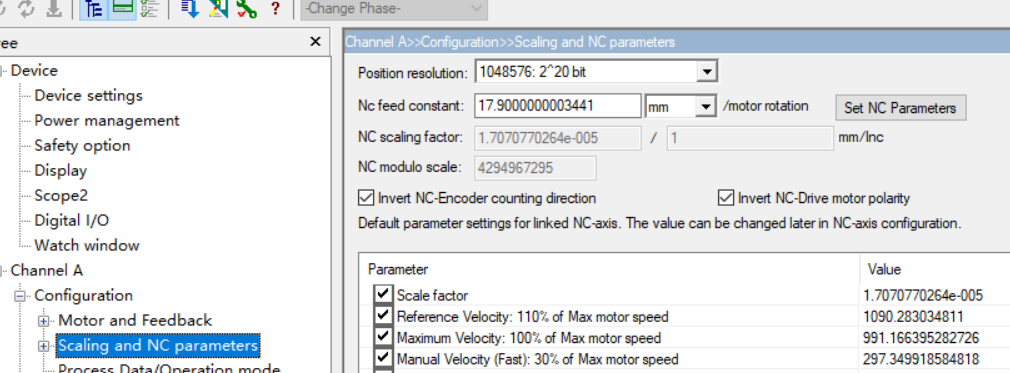 -Change Phase-
ree
Device
Device settings
Power management
Safety option
Display
Scope2
Digital I/O
Watch window
Channel A
Configuration
Motor and Feedback
Scaling and NC parameters
Process Data/Operation mode
Channel A>>Configuration>>Scaling and NC parameters
Position resolution: 1048576: 2^20 bit
Nc feed constant: 17.9000000003441 mm /motor rotation Set NC Parameters
NC scaling factor: 1.7070770264e-005 / 1 mm/Inc
NC modulo scale: 4294967295
Invert NC-Encoder counting direction Invert NC-Drive motor polarity
Default parameter settings for linked NC-axis. The value can be changed later in NC-axis configuration.
Parameter Value
Scale factor 1.7070770264e-005
Reference Velocity: 110% of Max motor speed 1090.283034811
Maximum Velocity: 100% of Max motor speed 991.166395282726
Manual Velocity (Fast): 30% of Max motor speed 297.349918584818